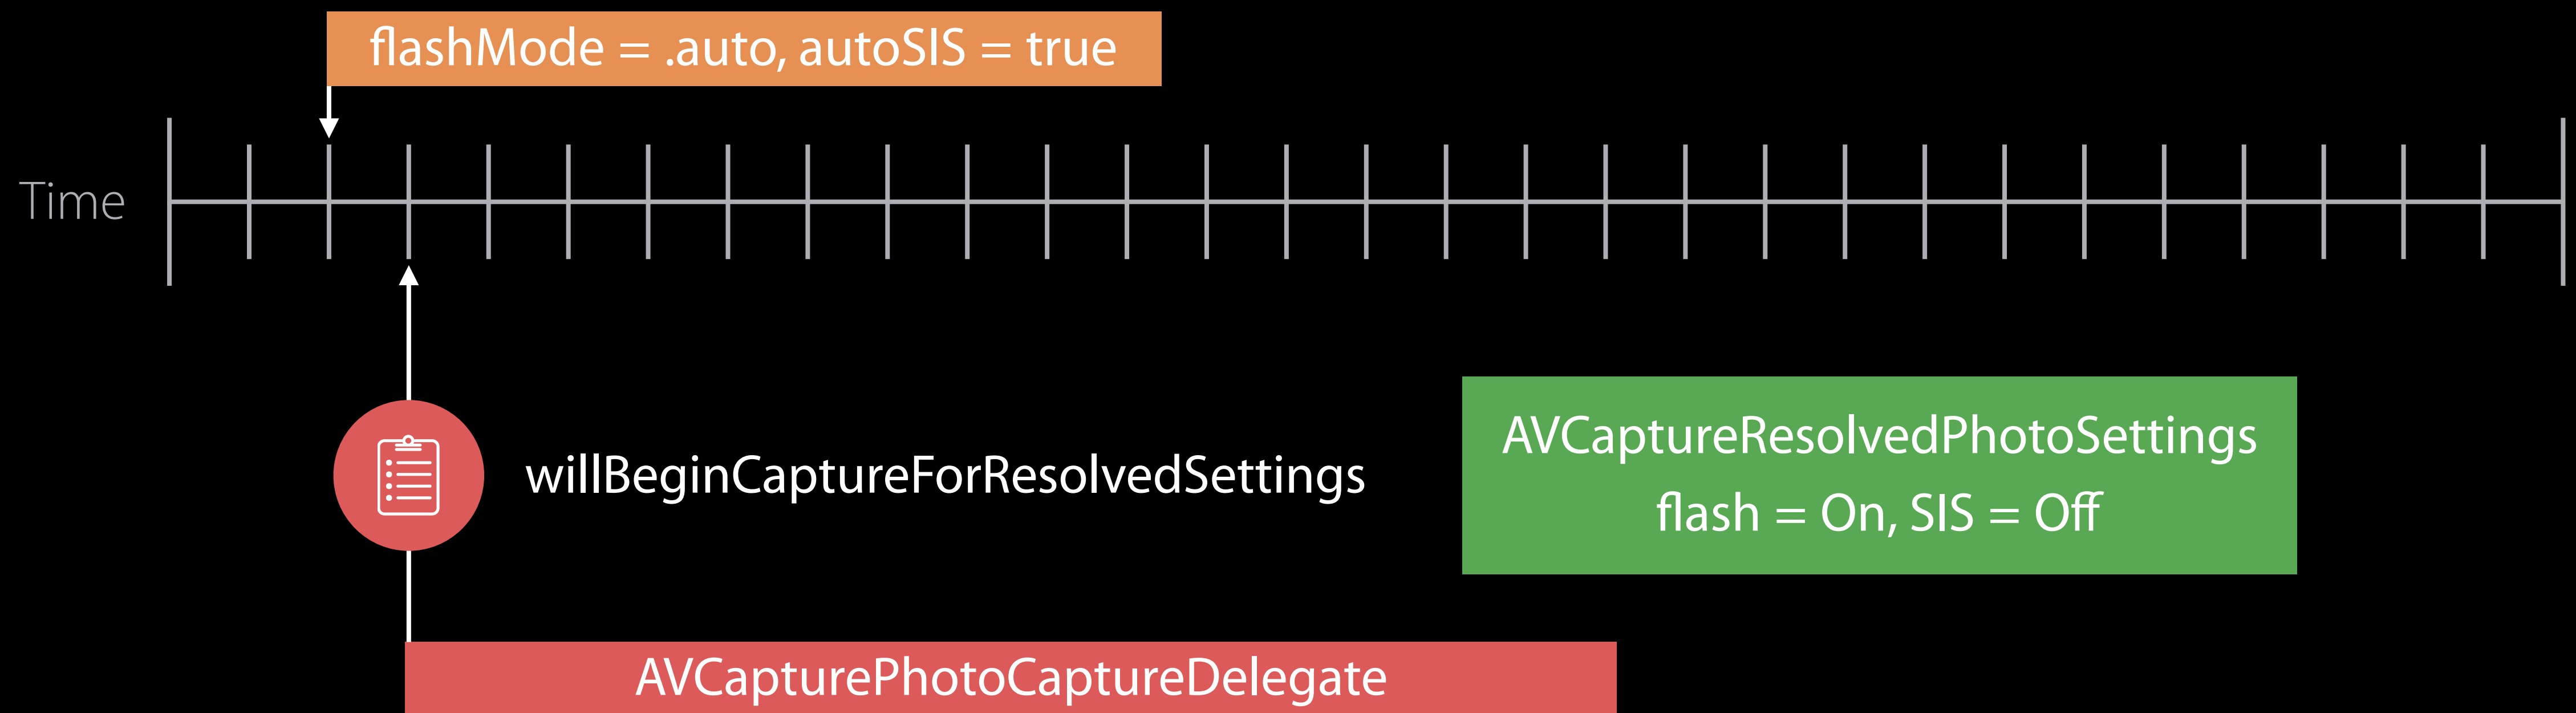 flashMode = .auto, autoSIS = true
Time
willBeginCaptureForResolvedSettings
AVCaptureResolvedPhotoSettings
flash = On, SIS = Off
AVCapturePhotoCaptureDelegate